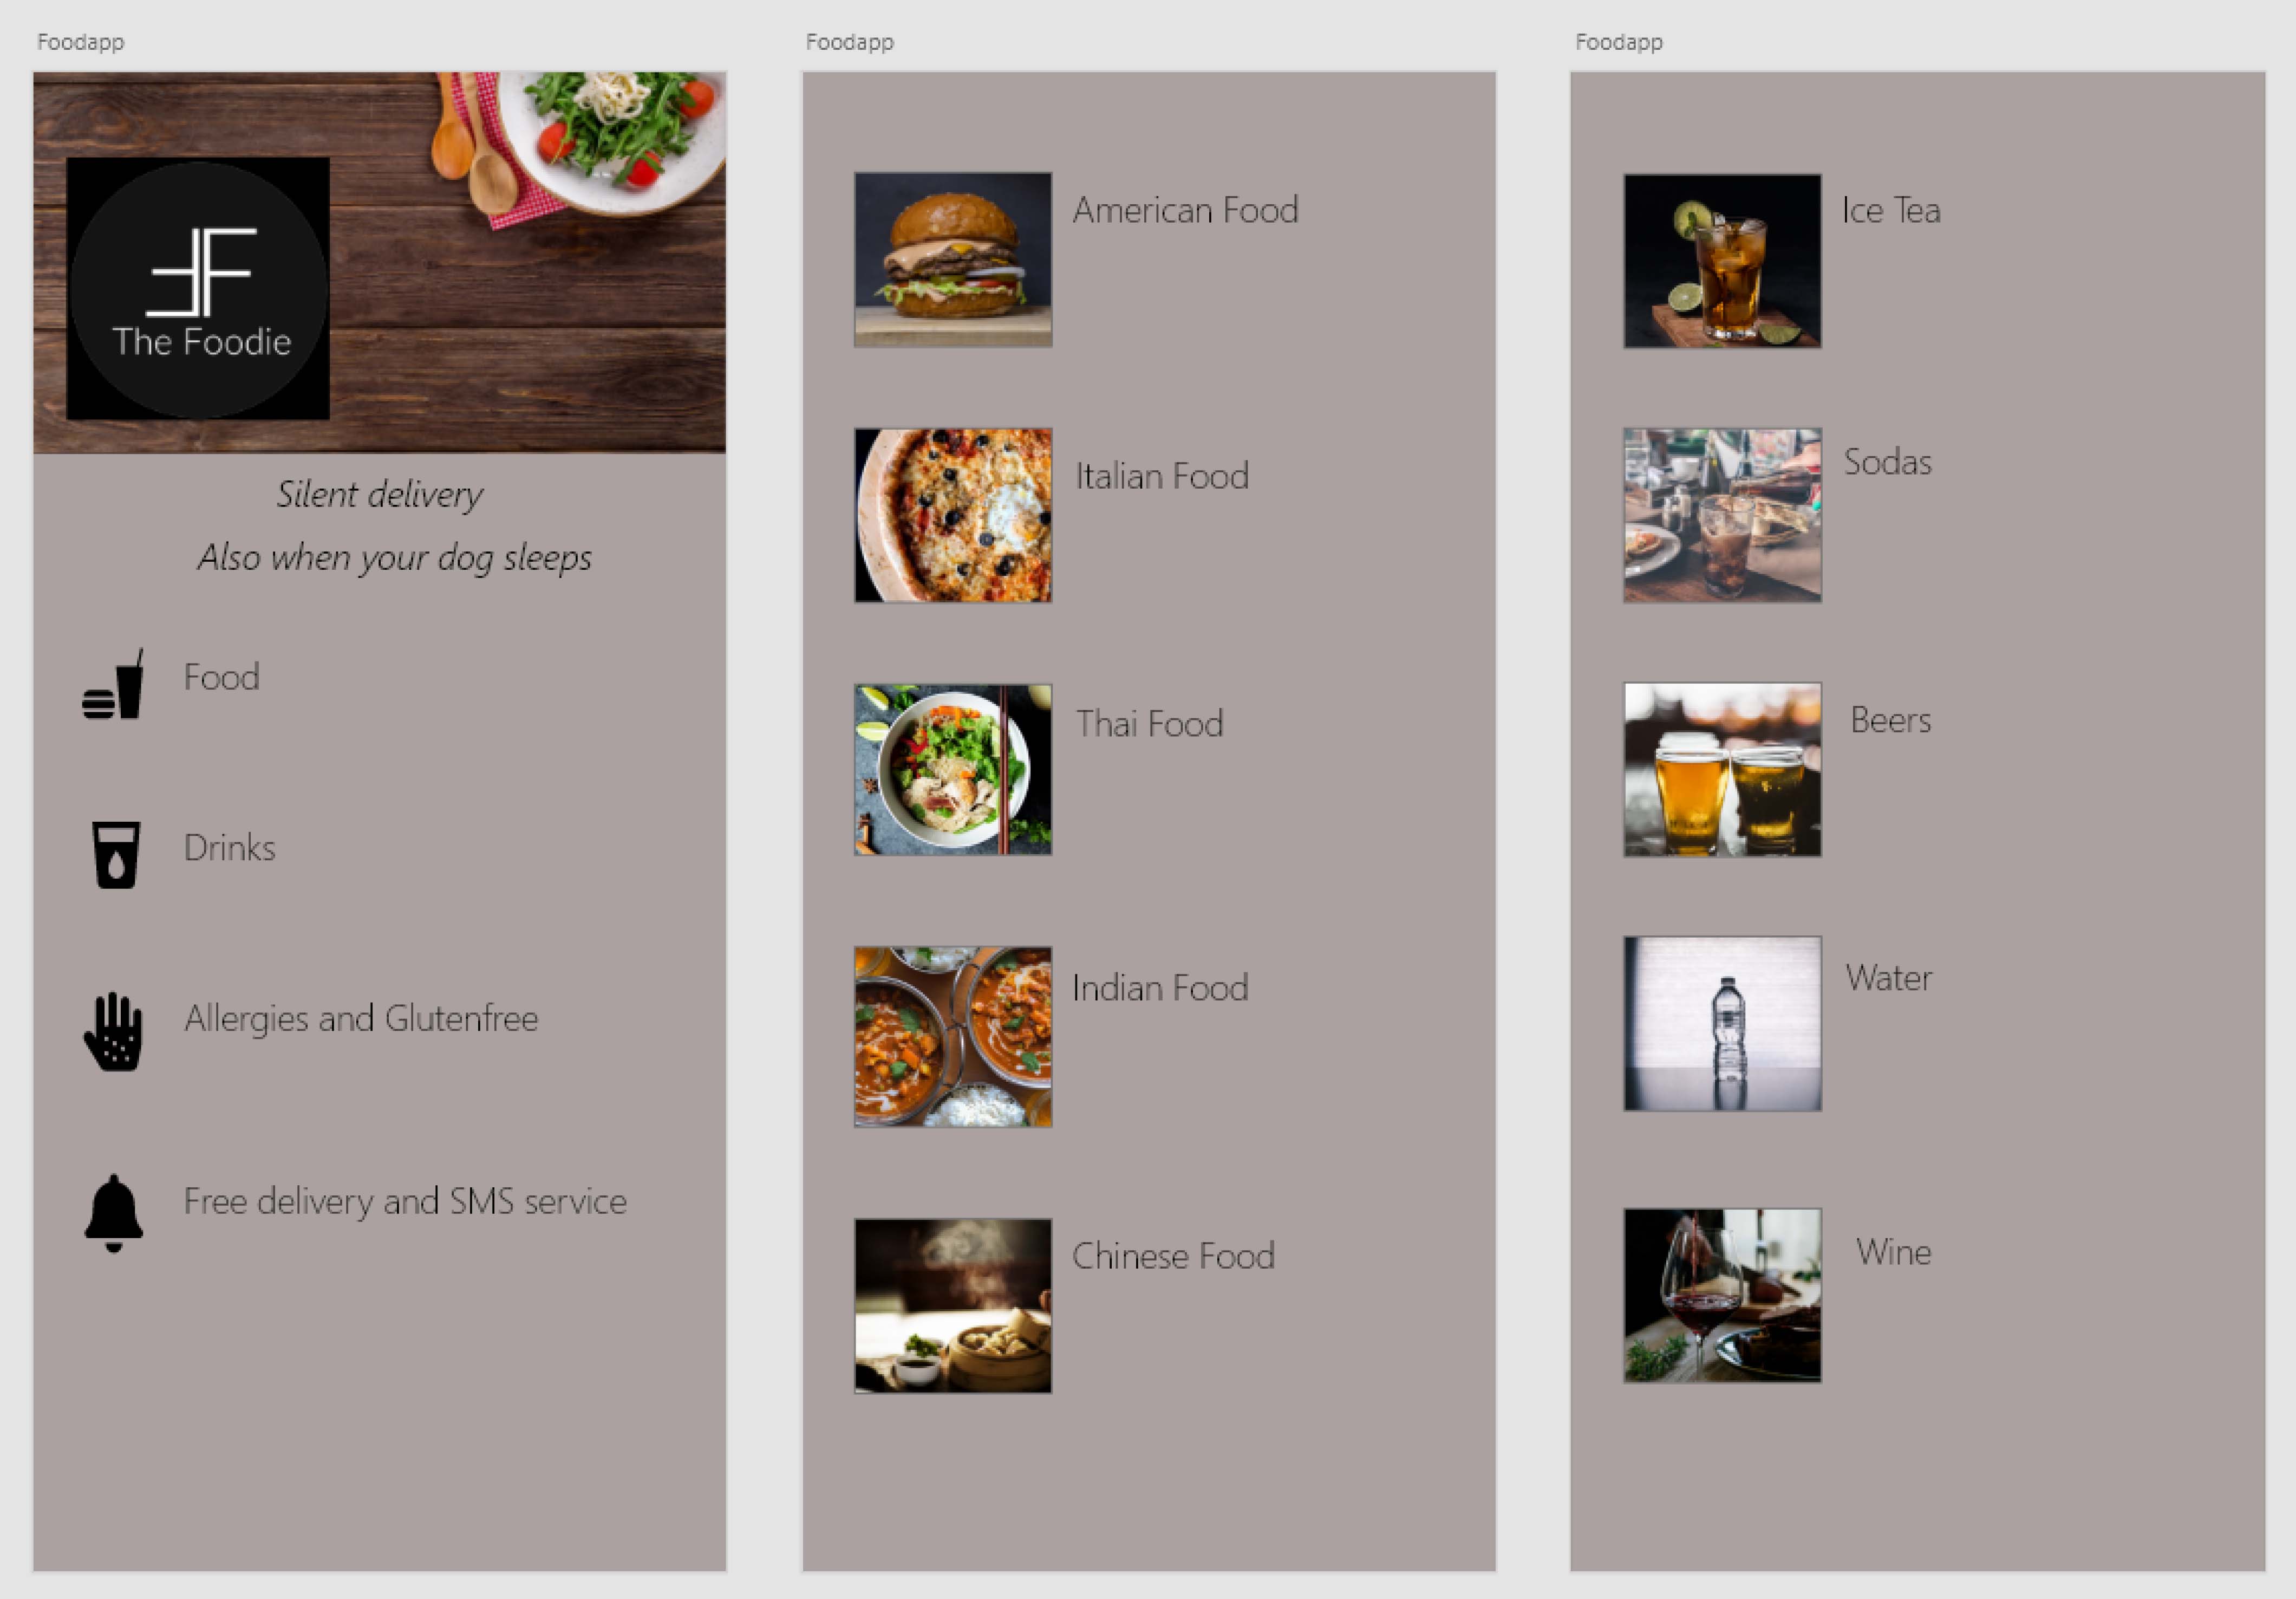 Foodapp
The Foodie
Silent delivery
Also when your dog sleeps
Food
Drinks
Allergies and Glutenfree
Free delivery and SMS service
Foodapp
American Food
Italian Food
Thai Food
Indian Food
Chinese Food
Foodapp
Ice Tea
Sodas
Beers
Water
Wine